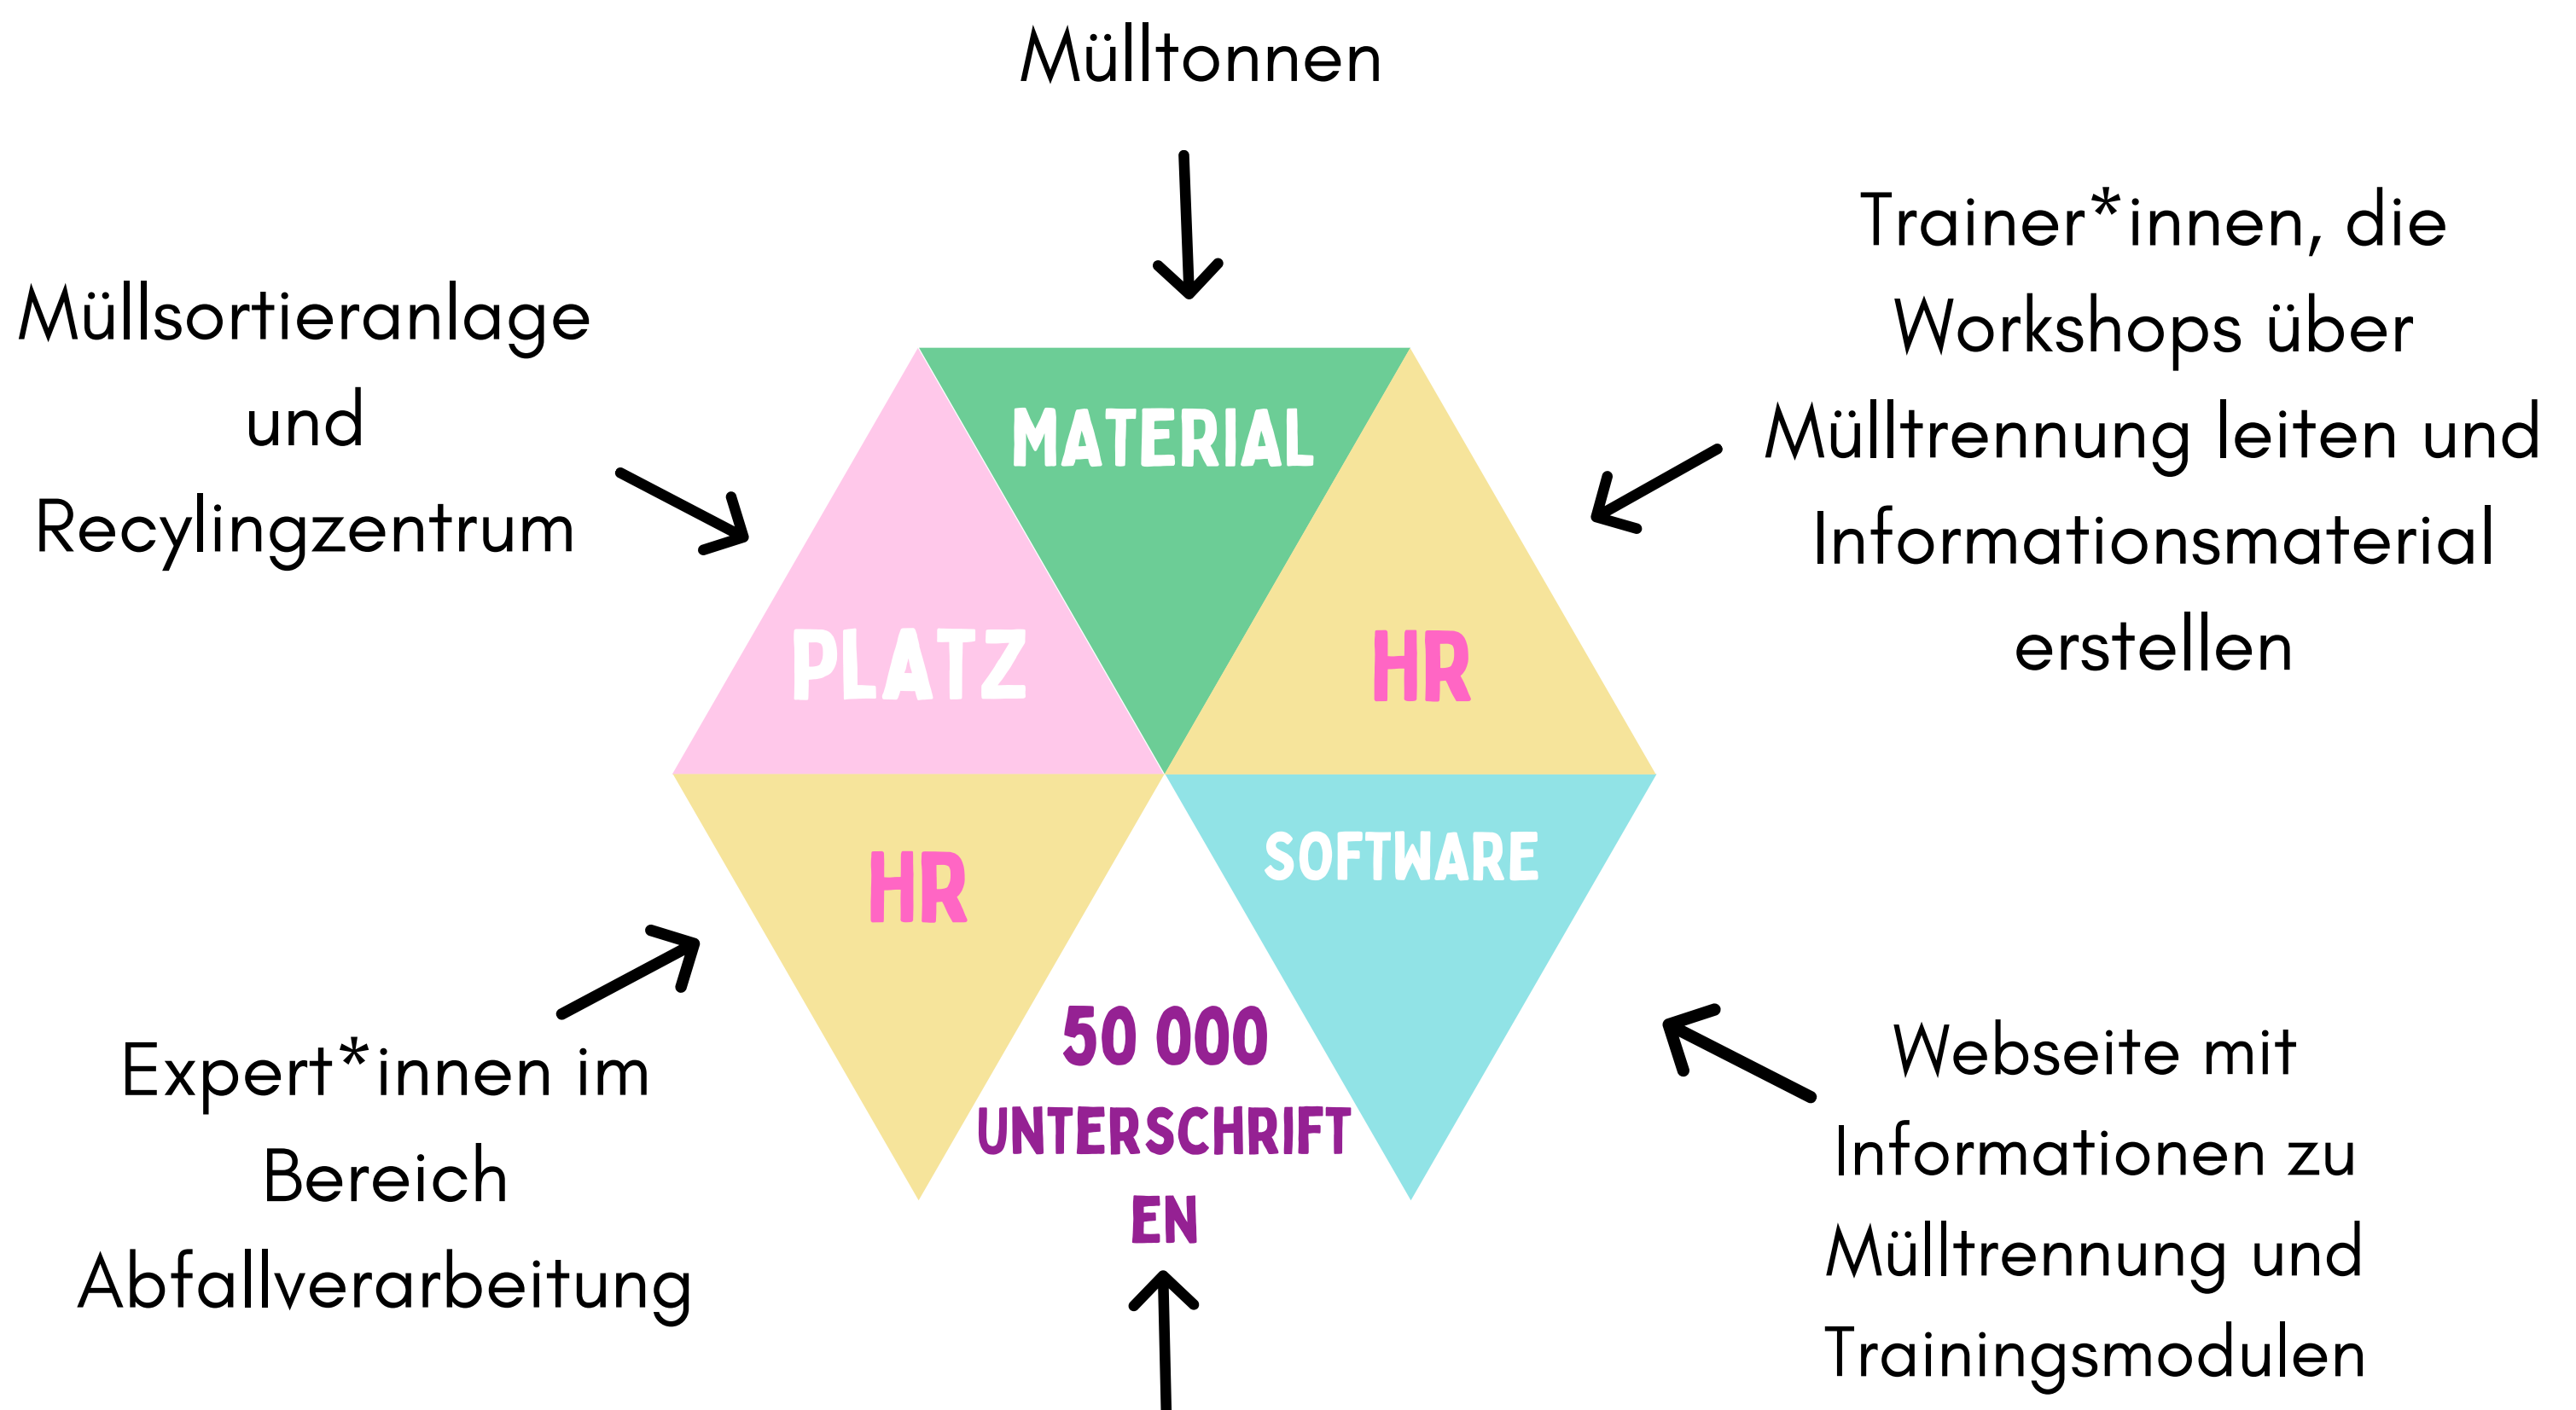 Mülltonnen
Müllsortieranlage
und
Recylingzentrum
Trainer*innen, die
Workshops über
Mülltrennung leiten und
Informationsmaterial
erstellen
MATERIAL
PLATZ
HR
HR
SOFTWARE
50 000
UNTERSCHRIFT
EN
Expert*innen im
Bereich
Abfallverarbeitung
Webseite mit
Informationen zu
Mülltrennung und
Trainingsmodulen